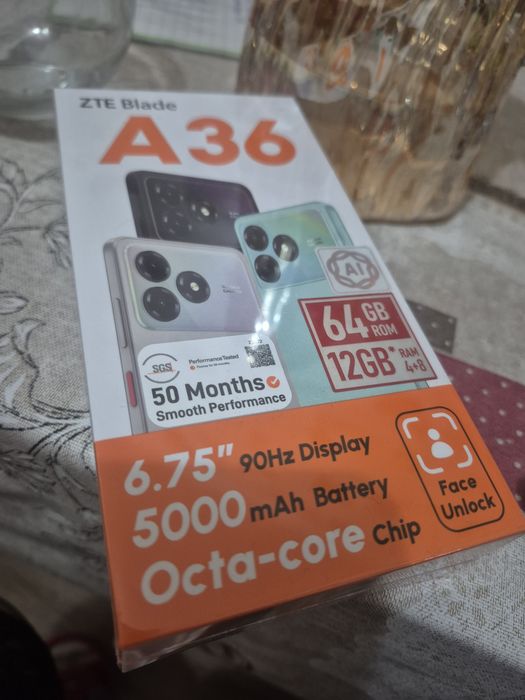 ZTE Blade
A36
AI
64GB ROM
12GB* RAM 4+8
SGS
Performance Tested
50 Months
Smooth Performance
6.75" 90Hz Display
5000mAh Battery
Octa-core Chip
Face
Unlock